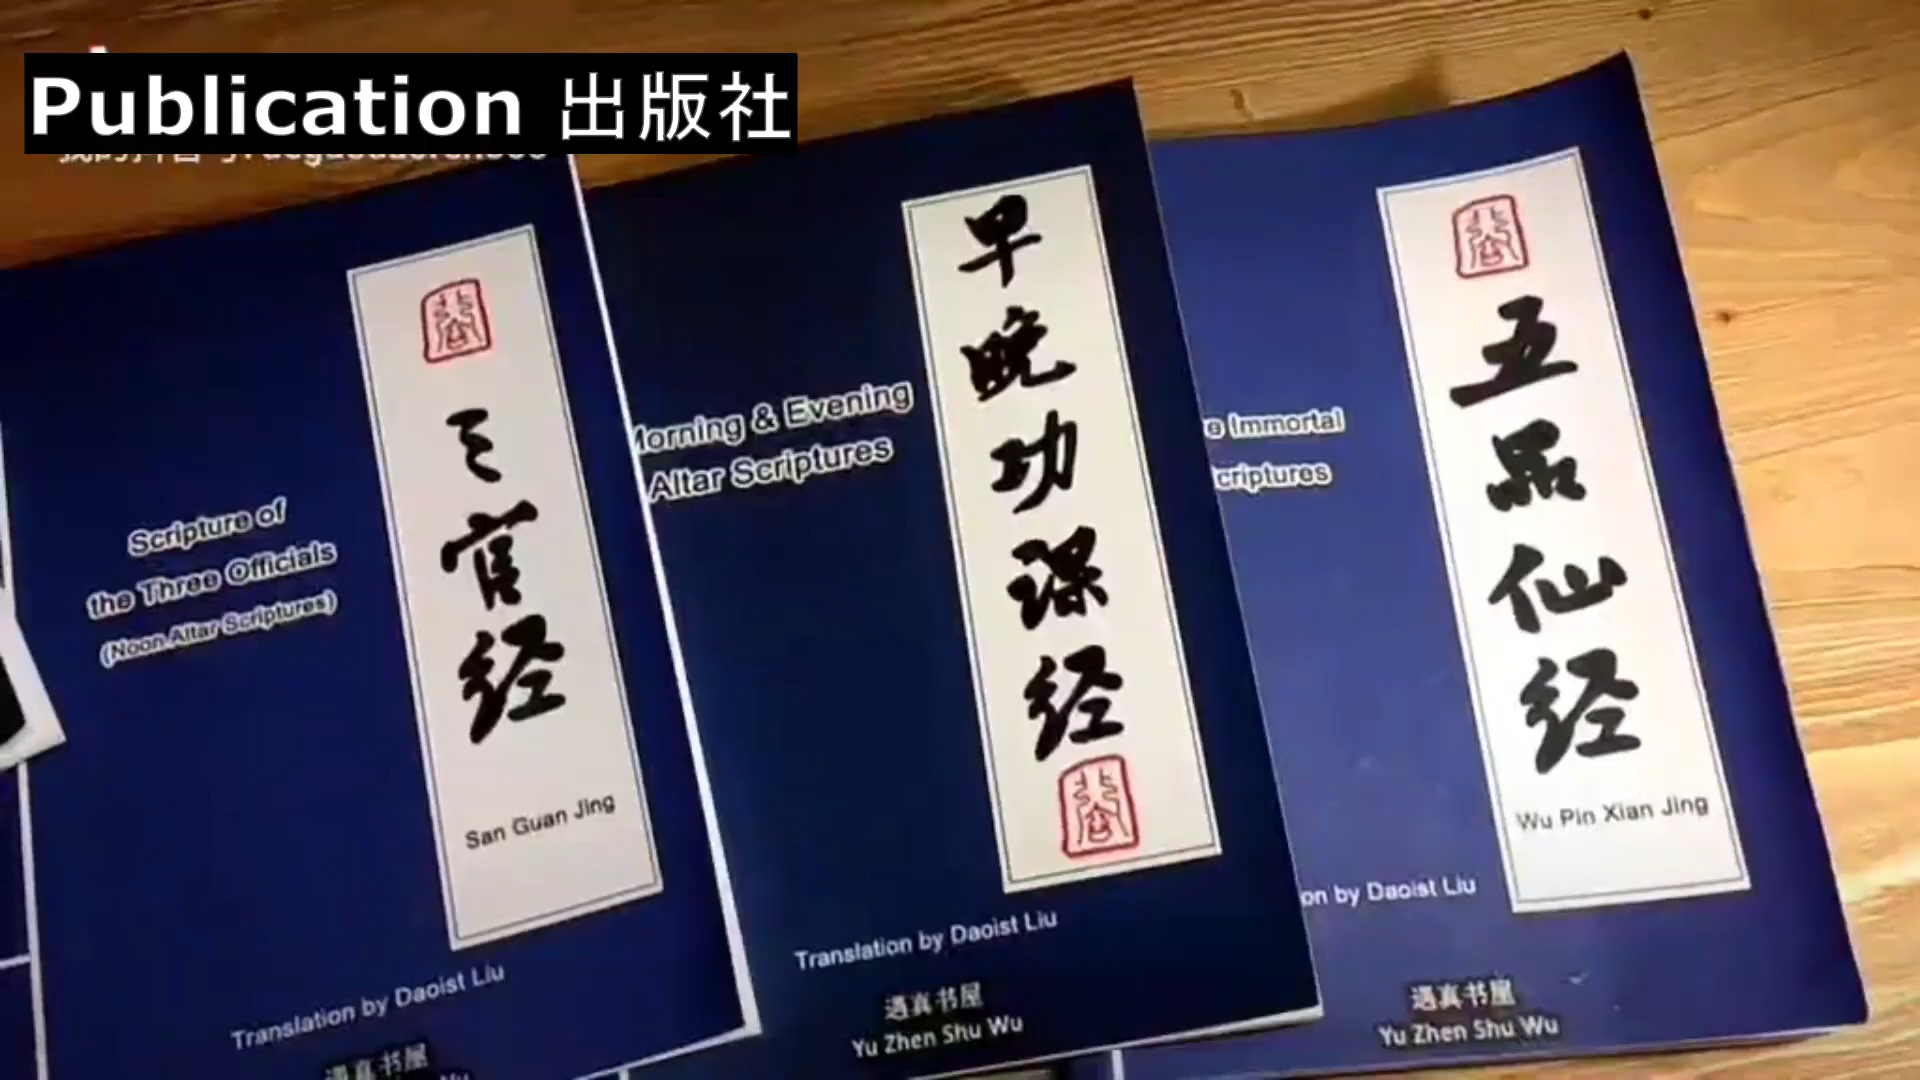 Publication 出版社
三官经
San Guan Jing
Scripture of
the Three Officials
(Noon Altar Scriptures)
Translation by Daoist Liu
遇真书屋
早晚功课经
Morning & Evening
Altar Scriptures
Translation by Daoist Liu
遇真书屋
Yu Zhen Shu Wu
五品仙经
Wu Pin Xian Jing
Immortal
by Daoist Liu
遇真书屋
Yu Zhen Shu Wu